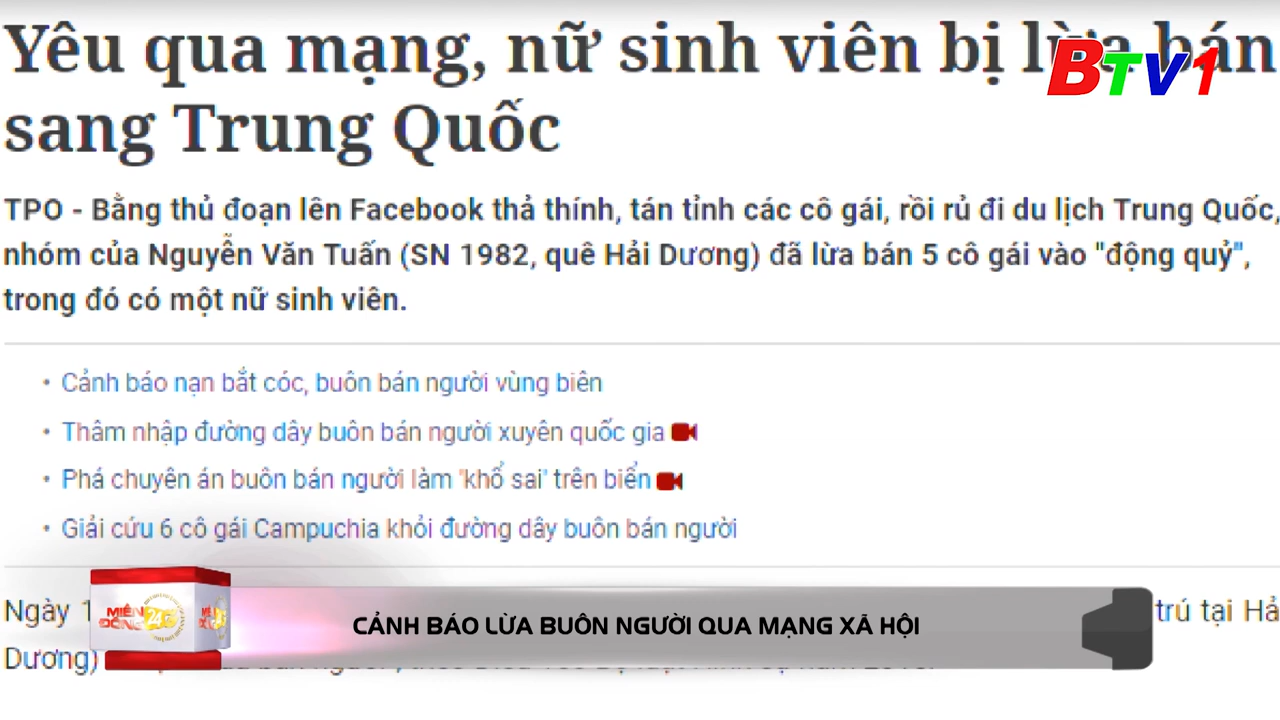 Yêu qua mạng, nữ sinh viên bị lừa bán
sang Trung Quốc
BTV1
TPO - Bằng thủ đoạn lên Facebook thả thính, tán tỉnh các cô gái, rồi rủ đi du lịch Trung Quốc,
nhóm của Nguyễn Văn Tuấn (SN 1982, quê Hải Dương) đã lừa bán 5 cô gái vào "động quỷ",
trong đó có một nữ sinh viên.
• Cảnh báo nạn bắt cóc, buôn bán người vùng biên
• Thâm nhập đường dây buôn bán người xuyên quốc gia
• Phá chuyên án buôn bán người làm 'khổ sai' trên biển
• Giải cứu 6 cô gái Campuchia khỏi đường dây buôn bán người
Ngày 1 trú tại Hả
MIỀN ĐÔNG 24G
CẢNH BÁO LỪA BUÔN NGƯỜI QUA MẠNG XÃ HỘI
Dương)